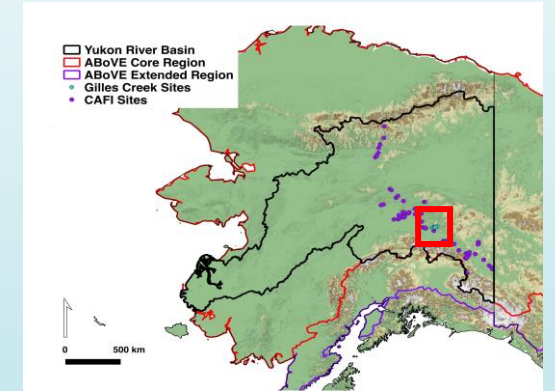 Yukon River Basin
ABoVE Core Region
ABoVE Extended Region
Gilles Creek Sites
CAFI Sites
0 500 km